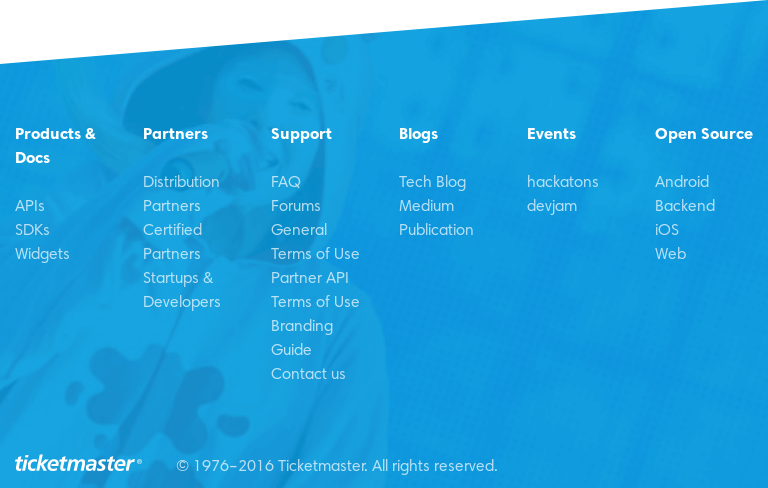 Products &
Docs
APIs
SDKs
Widgets
Partners
Distribution
Partners
Certified
Partners
Startups &
Developers
Support
FAQ
Forums
General
Terms of Use
Partner API
Terms of Use
Branding
Guide
Contact us
Blogs
Tech Blog
Medium
Publication
Events
hackatons
devjam
Open Source
Android
Backend
iOS
Web
ticketmaster®
© 1976–2016 Ticketmaster. All rights reserved.